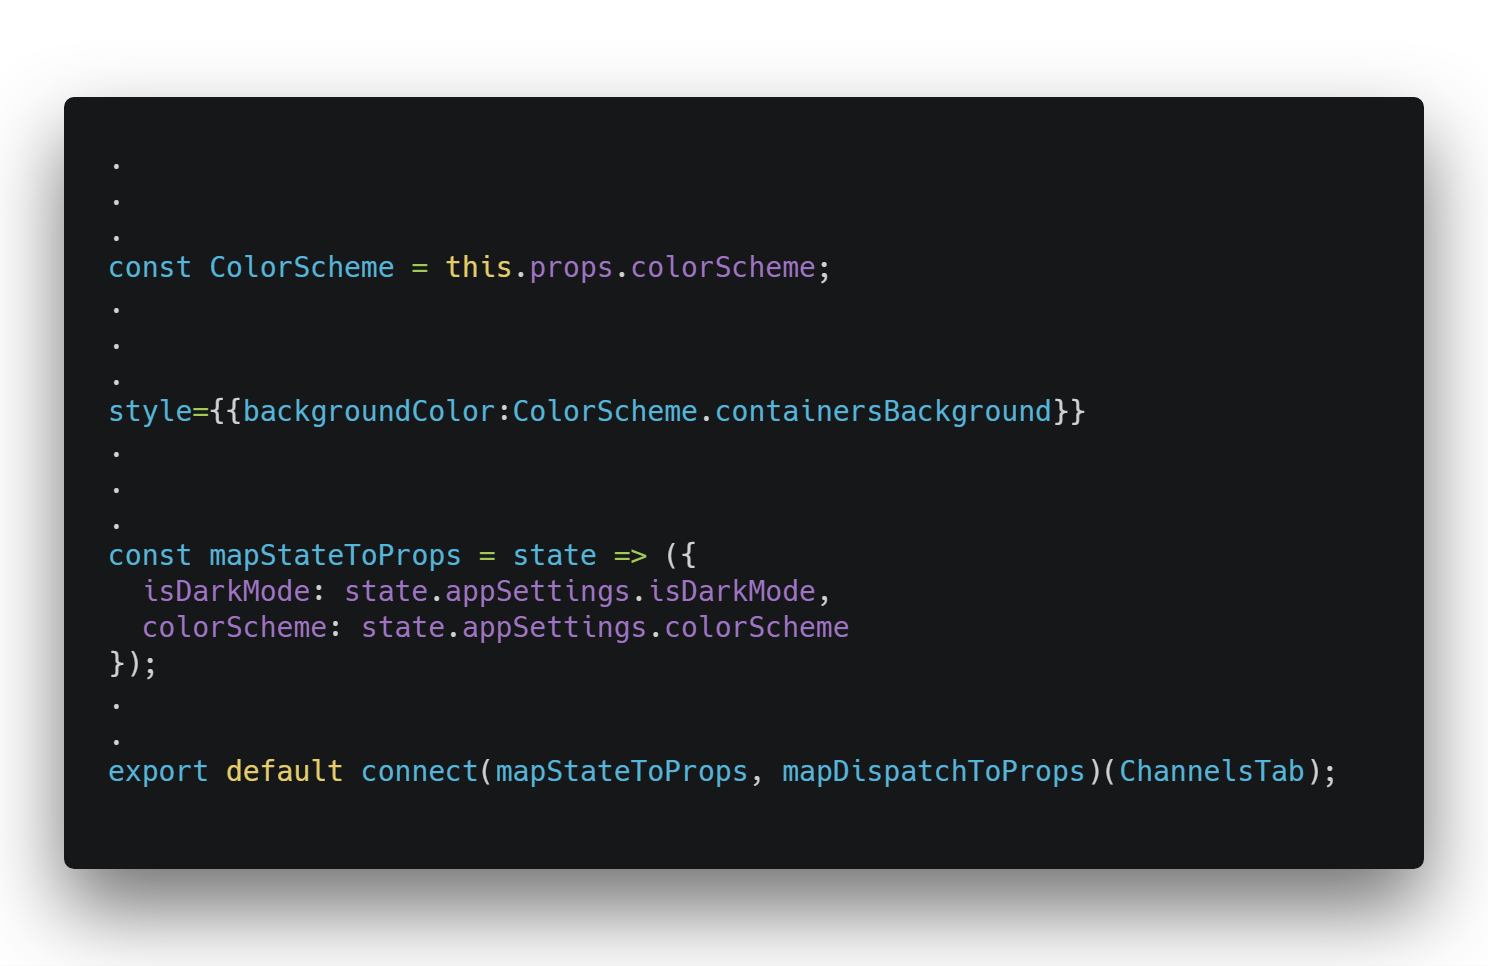 .
.
.
const ColorScheme = this.props.colorScheme;
.
.
.
style={{backgroundColor:ColorScheme.containersBackground}}
.
.
.
const mapStateToProps = state => ({
  isDarkMode: state.appSettings.isDarkMode,
  colorScheme: state.appSettings.colorScheme
});
.
.
export default connect(mapStateToProps, mapDispatchToProps)(ChannelsTab);